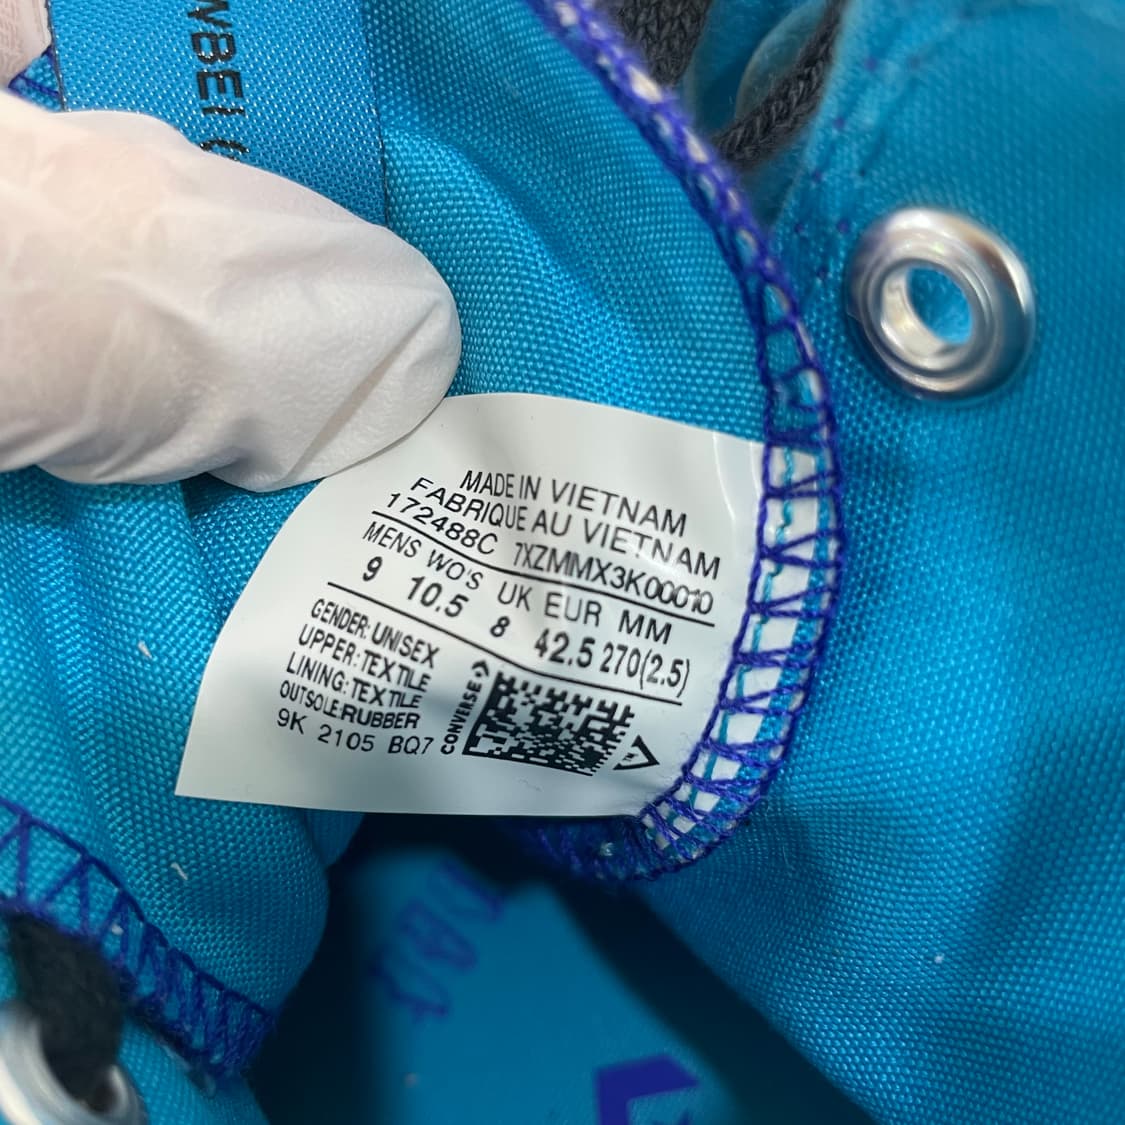 MADE IN VIETNAM
FABRIQUE AU VIETNAM
172488C 7XZMMX3K00010
MENS WO'S UK EUR MM
9 10.5 8 42.5 270(2.5)
GENDER: UNISEX
UPPER: TEXTILE
LINING: TEXTILE
OUTSOLE:RUBBER
9K 2105 BQ7
CONVERSE